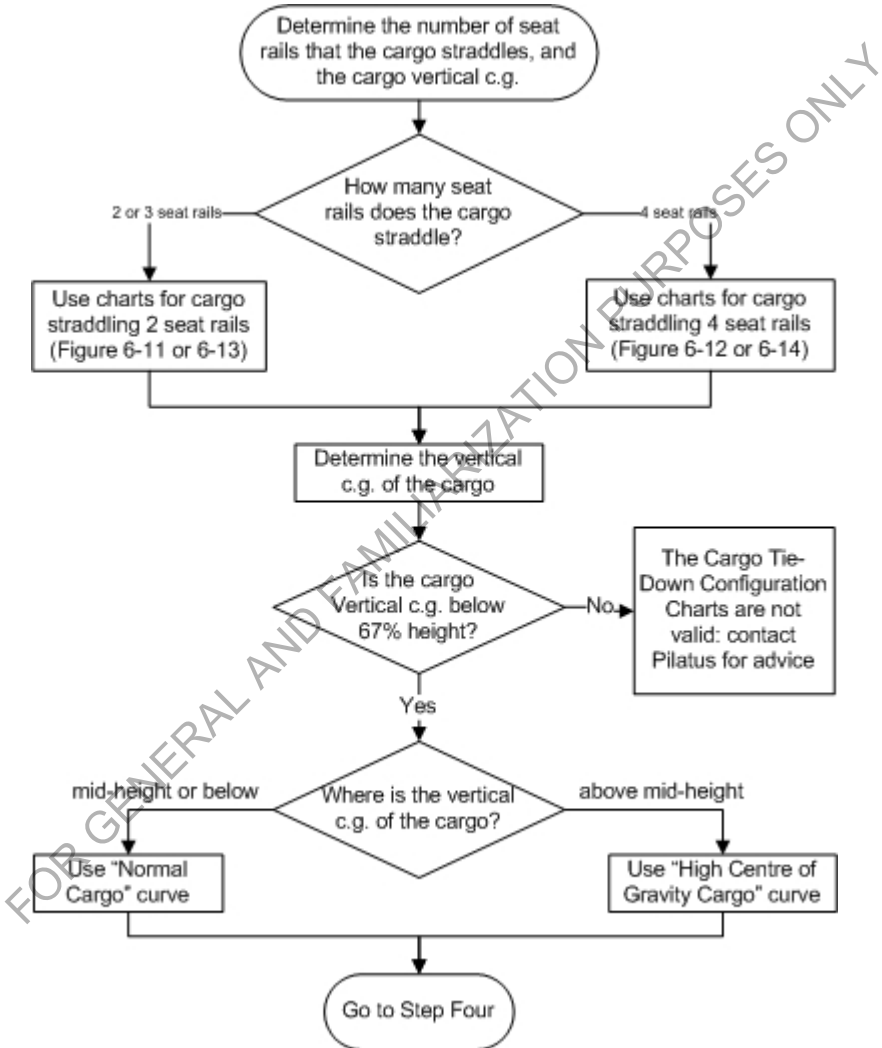 Determine the number of seat
rails that the cargo straddles, and
the cargo vertical c.g.
How many seat
rails does the cargo
straddle?
2 or 3 seat rails
4 seat rails
Use charts for cargo
straddling 2 seat rails
(Figure 6-11 or 6-13)
Use charts for cargo
straddling 4 seat rails
(Figure 6-12 or 6-14)
Determine the vertical
c.g. of the cargo
Is the cargo
Vertical c.g. below
67% height?
No
The Cargo Tie-
Down Configuration
Charts are not
valid: contact
Pilatus for advice
Yes
Where is the vertical
c.g. of the cargo?
mid-height or below
above mid-height
Use “Normal
Cargo” curve
Use “High Centre of
Gravity Cargo” curve
Go to Step Four
FOR GENERAL AND FAMILIARIZATION PURPOSES ONLY